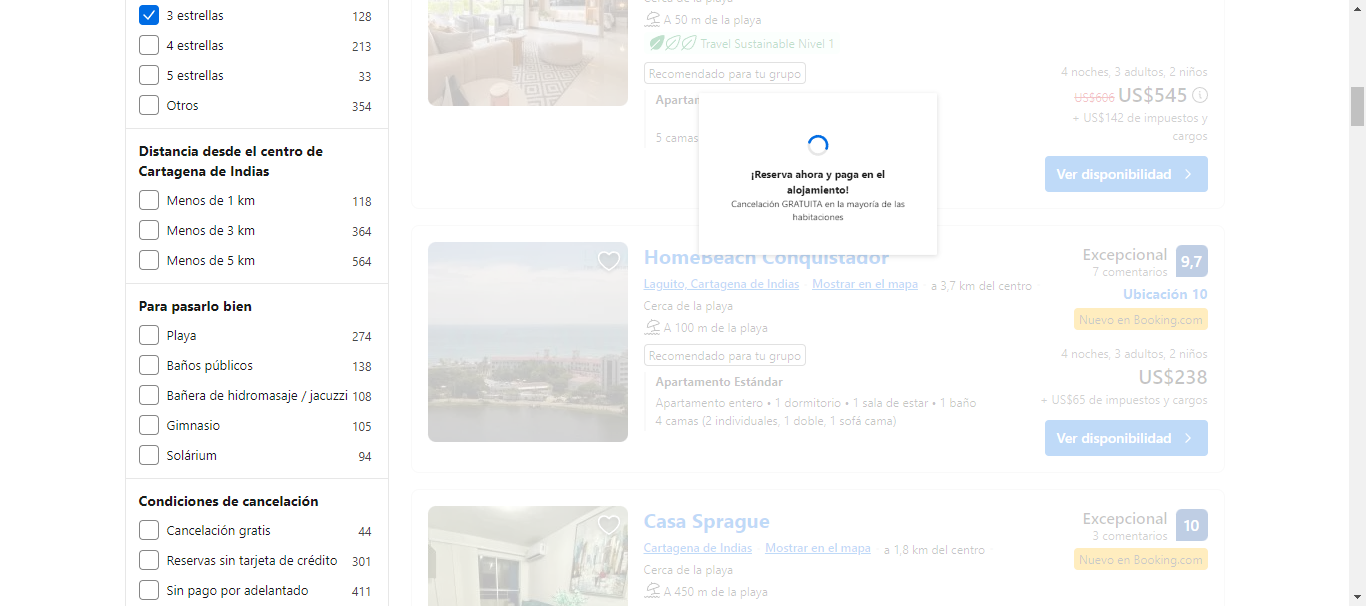 3 estrellas 128
4 estrellas 213
5 estrellas 33
Otros 354
Distancia desde el centro de
Cartagena de Indias
Menos de 1 km 118
Menos de 3 km 364
Menos de 5 km 564
Para pasarlo bien
Playa 274
Baños públicos 138
Bañera de hidromasaje / jacuzzi 108
Gimnasio 105
Solárium 94
Condiciones de cancelación
Cancelación gratis 44
Reservas sin tarjeta de crédito 301
Sin pago por adelantado 411
Cerca de la playa
A 50 m de la playa
Travel Sustainable Nivel 1
Recomendado para tu grupo
5 camas
4 noches, 3 adultos, 2 niños
US$606 US$545
+ US$142 de impuestos y
cargos
Ver disponibilidad
¡Reserva ahora y paga en el
alojamiento!
Cancelación GRATUITA en la mayoría de las
habitaciones
HomeBeach Conquistador
Laguito, Cartagena de Indias Mostrar en el mapa a 3,7 km del centro
Cerca de la playa
A 100 m de la playa
Recomendado para tu grupo
Apartamento Estándar
Apartamento entero • 1 dormitorio • 1 sala de estar • 1 baño
4 camas (2 individuales, 1 doble, 1 sofá cama)
Excepcional 9,7
7 comentarios
Ubicación 10
Nuevo en Booking.com
4 noches, 3 adultos, 2 niños
US$238
+ US$65 de impuestos y cargos
Ver disponibilidad
Casa Sprague
Cartagena de Indias Mostrar en el mapa a 1,8 km del centro
Cerca de la playa
A 450 m de la playa
Excepcional 10
3 comentarios
Nuevo en Booking.com